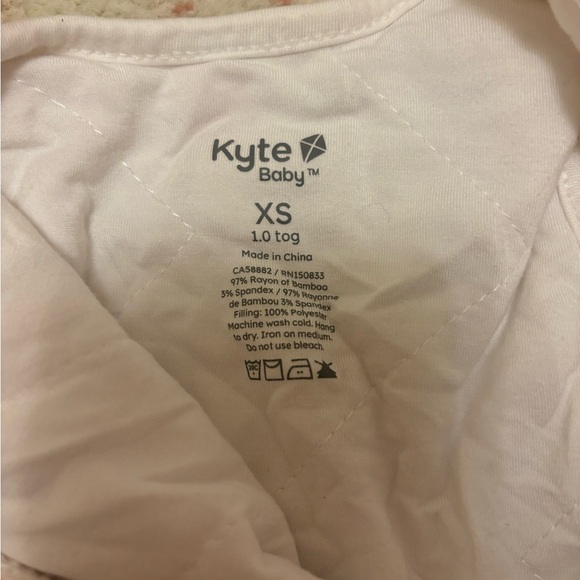 Kyte
Baby™
XS
1.0 tog
Made in China
CA58882 / RN150833
97% Rayon of Bamboo
3% Spandex / 97% Rayonne
de Bambou 3% Spandex
Filling: 100% Polyester
Machine wash cold. Hang
to dry. Iron on medium.
Do not use bleach.
30C